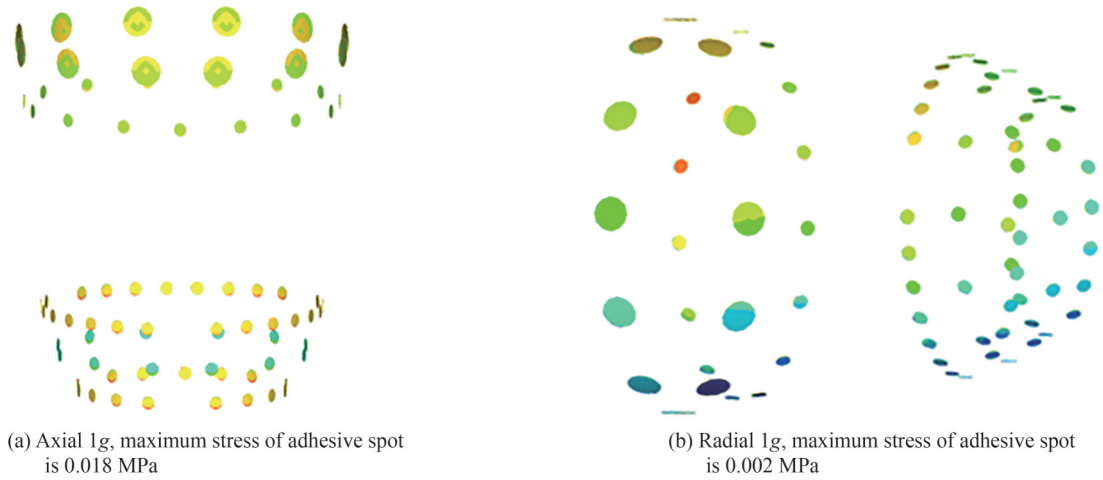 (a) Axial 1g, maximum stress of adhesive spot
is 0.018 MPa
(b) Radial 1g, maximum stress of adhesive spot
is 0.002 MPa